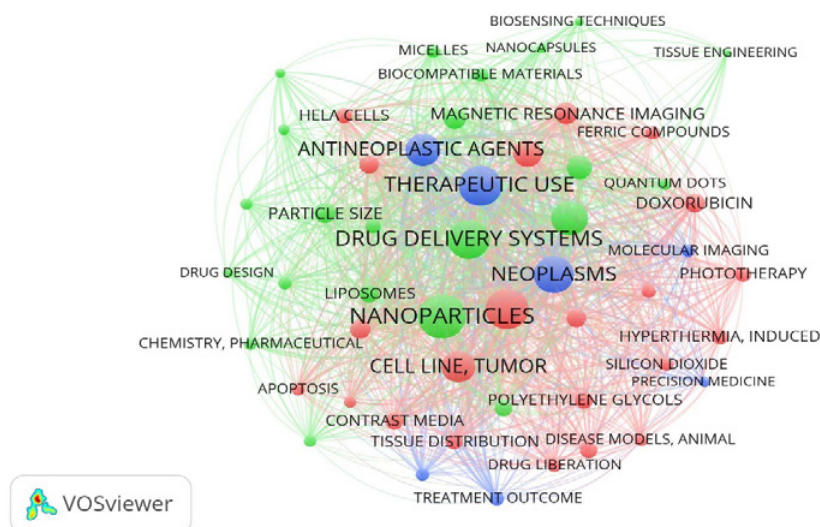 BIOSENSING TECHNIQUES
MICELLES
NANOCAPSULES
TISSUE ENGINEERING
BIOCOMPATIBLE MATERIALS
HELA CELLS
MAGNETIC RESONANCE IMAGING
FERRIC COMPOUNDS
ANTINEOPLASTIC AGENTS
THERAPEUTIC USE
QUANTUM DOTS
DOXORUBICIN
PARTICLE SIZE
DRUG DELIVERY SYSTEMS
MOLECULAR IMAGING
DRUG DESIGN
NEOPLASMS
PHOTOTHERAPY
LIPOSOMES
NANOPARTICLES
CHEMISTRY, PHARMACEUTICAL
HYPERTHERMIA, INDUCED
CELL LINE, TUMOR
SILICON DIOXIDE
PRECISION MEDICINE
APOPTOSIS
POLYETHYLENE GLYCOLS
CONTRAST MEDIA
TISSUE DISTRIBUTION
DISEASE MODELS, ANIMAL
DRUG LIBERATION
TREATMENT OUTCOME
VOSviewer